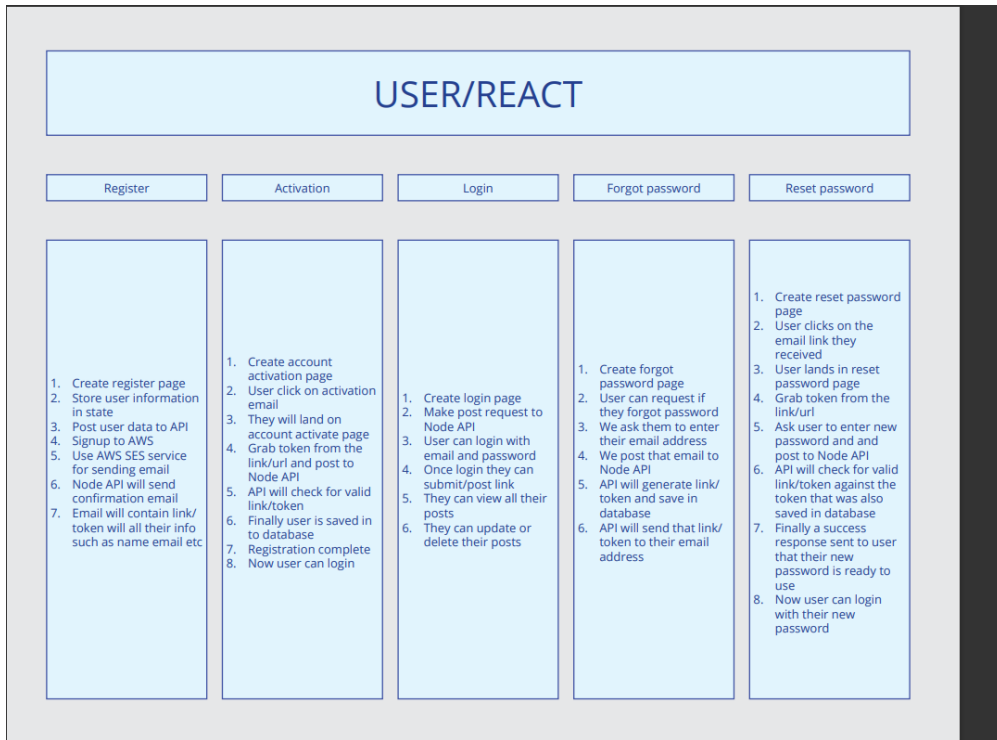 USER/REACT
Register
Activation
Login
Forgot password
Reset password
1. Create register page
2. Store user information
in state
3. Post user data to API
4. Signup to AWS
5. Use AWS SES service
for sending email
6. Node API will send
confirmation email
7. Email will contain link/
token will all their info
such as name email etc
1. Create account
activation page
2. User click on activation
email
3. They will land on
account activate page
4. Grab token from the
link/url and post to
Node API
5. API will check for valid
link/token
6. Finally user is saved in
to database
7. Registration complete
8. Now user can login
1. Create login page
2. Make post request to
Node API
3. User can login with
email and password
4. Once login they can
submit/post link
5. They can view all their
posts
6. They can update or
delete their posts
1. Create forgot
password page
2. User can request if
they forgot password
3. We ask them to enter
their email address
4. We post that email to
Node API
5. API will generate link/
token and save in
database
6. API will send that link/
token to their email
address
1. Create reset password
page
2. User clicks on the
email link they
received
3. User lands in reset
password page
4. Grab token from the
link/url
5. Ask user to enter new
password and and
post to Node API
6. API will check for valid
link/token against the
token that was also
saved in database
7. Finally a success
response sent to user
that their new
password is ready to
use
8. Now user can login
with their new
password